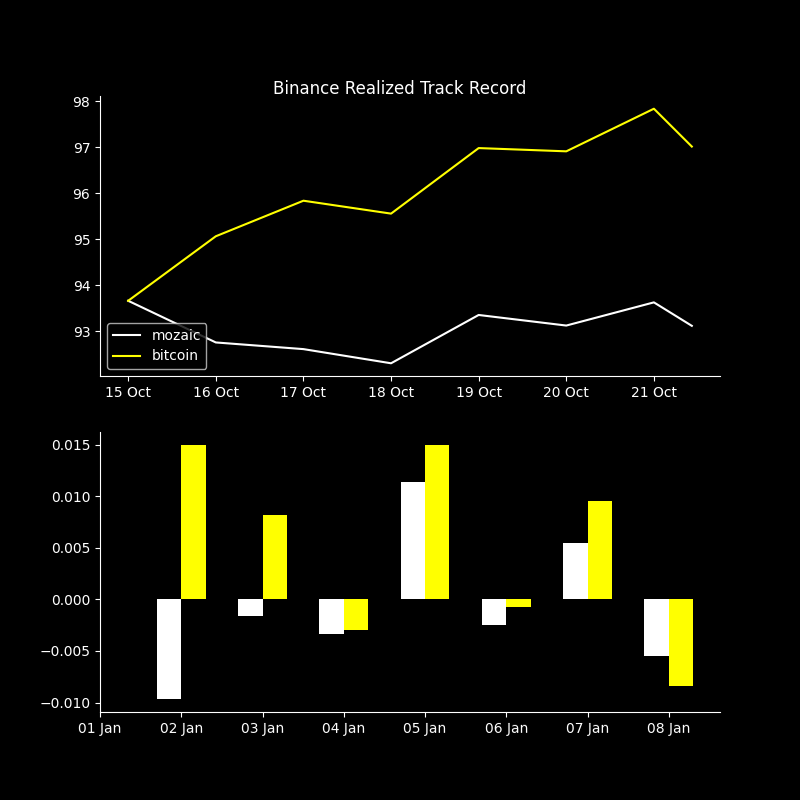 Binance Realized Track Record
98
97
96
95
94
93
mozaic
bitcoin
15 Oct 16 Oct 17 Oct 18 Oct 19 Oct 20 Oct 21 Oct
0.015
0.010
0.005
0.000
−0.005
−0.010
01 Jan 02 Jan 03 Jan 04 Jan 05 Jan 06 Jan 07 Jan 08 Jan